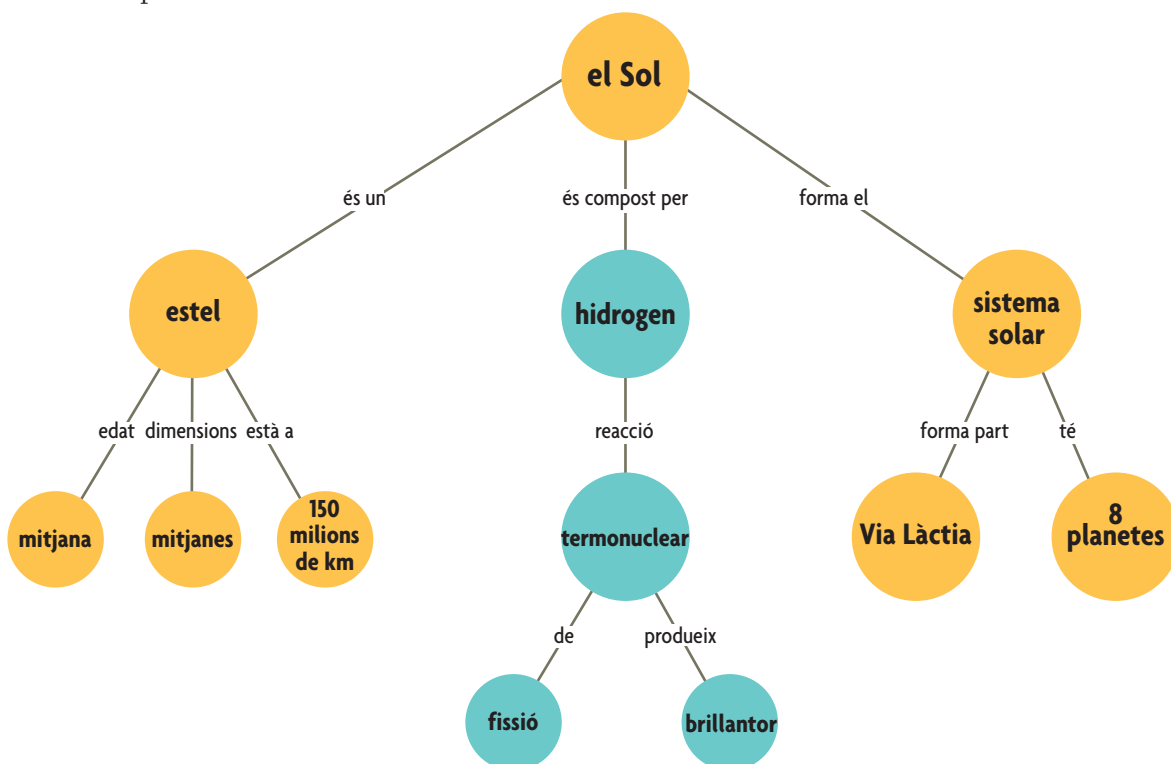 el Sol
és un
és compost per
forma el
estel
hidrogen
sistema
solar
edat
dimensions
està a
reacció
forma part
té
mitjana
mitjanes
150
milions
de km
termonuclear
Via Làctia
8
planetes
de
produeix
fissió
brillantor